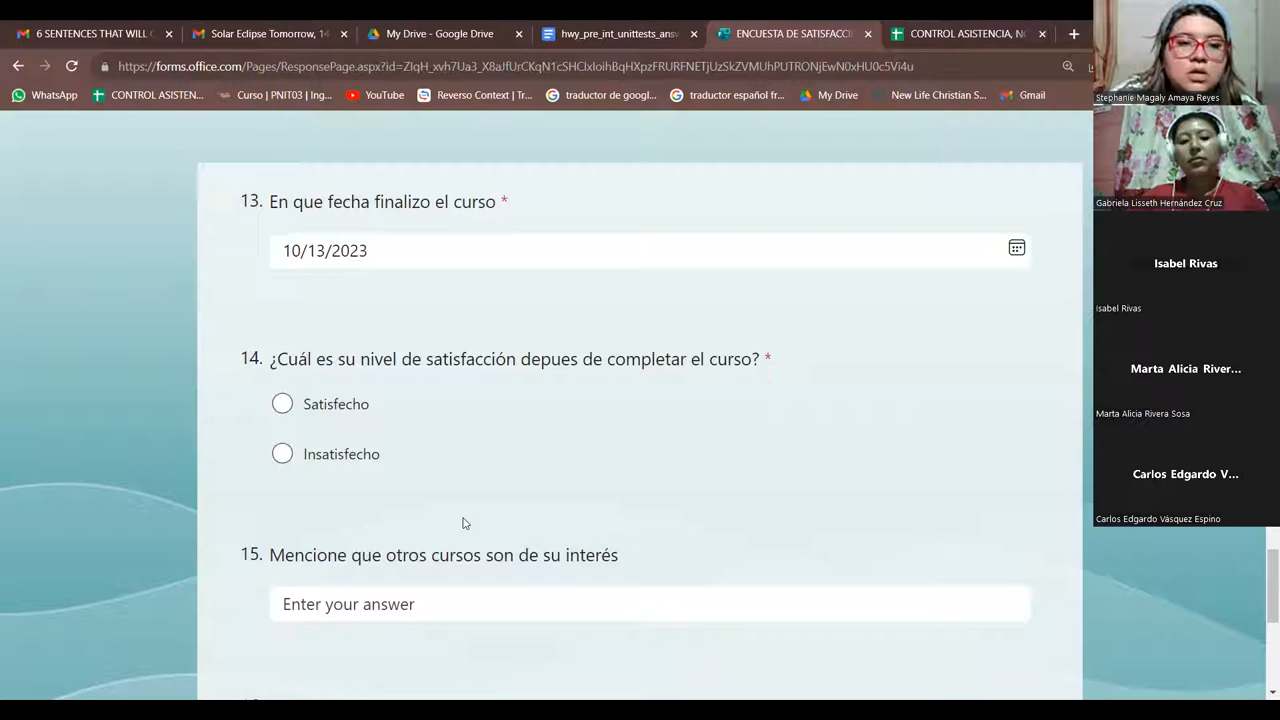 6 SENTENCES THAT WILL C
Solar Eclipse Tomorrow, 14
My Drive - Google Drive
hwy_pre_int_unittests_answ
ENCUESTA DE SATISFACCI
CONTROL ASISTENCIA, NO
https://forms.office.com/Pages/ResponsePage.aspx?id=ZIqH_xvh7Ua3_X8aJfUrCKqN1cSHCIxIoihBqHXpzFRURFNETjUzSkZVMUhPUTRONjEwN0xHU0c5Vi4u
WhatsApp
CONTROL ASISTEN...
Curso | PNIT03 | Ing...
YouTube
Reverso Context | Tr...
traductor de googl...
traductor español fr...
My Drive
New Life Christian S...
Gmail
Stephanie Magaly Amaya Reyes
Gabriela Lisseth Hernández Cruz
Isabel Rivas
Isabel Rivas
Marta Alicia River...
Marta Alicia Rivera Sosa
Carlos Edgardo V...
Carlos Edgardo Vásquez Espino
13. En que fecha finalizo el curso *
10/13/2023
14. ¿Cuál es su nivel de satisfacción depues de completar el curso? *
Satisfecho
Insatisfecho
15. Mencione que otros cursos son de su interés
Enter your answer